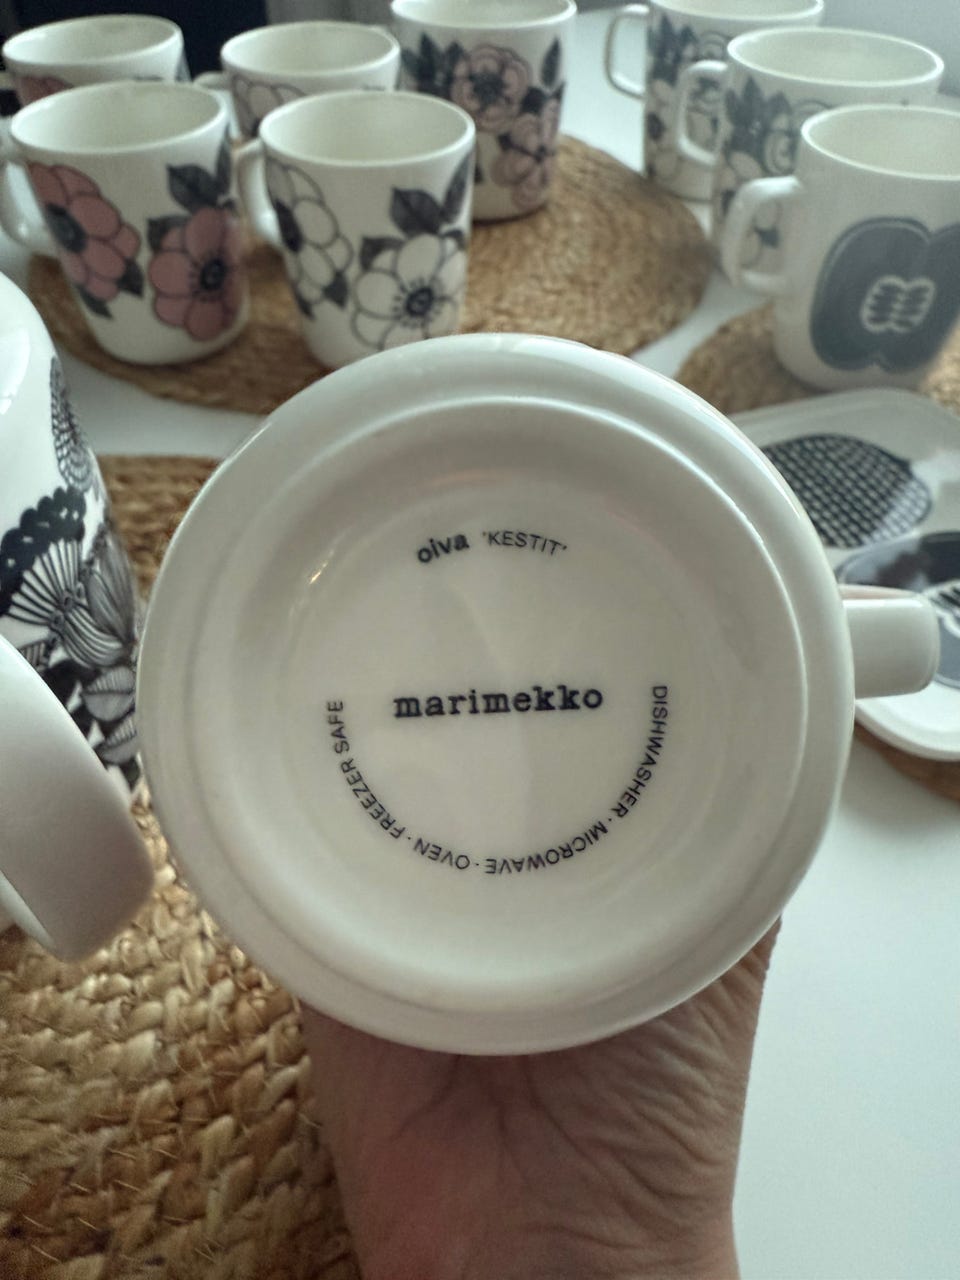 oiva 'KESTIT'
marimekko
DISHWASHER · MICROWAVE · OVEN · FREEZER SAFE